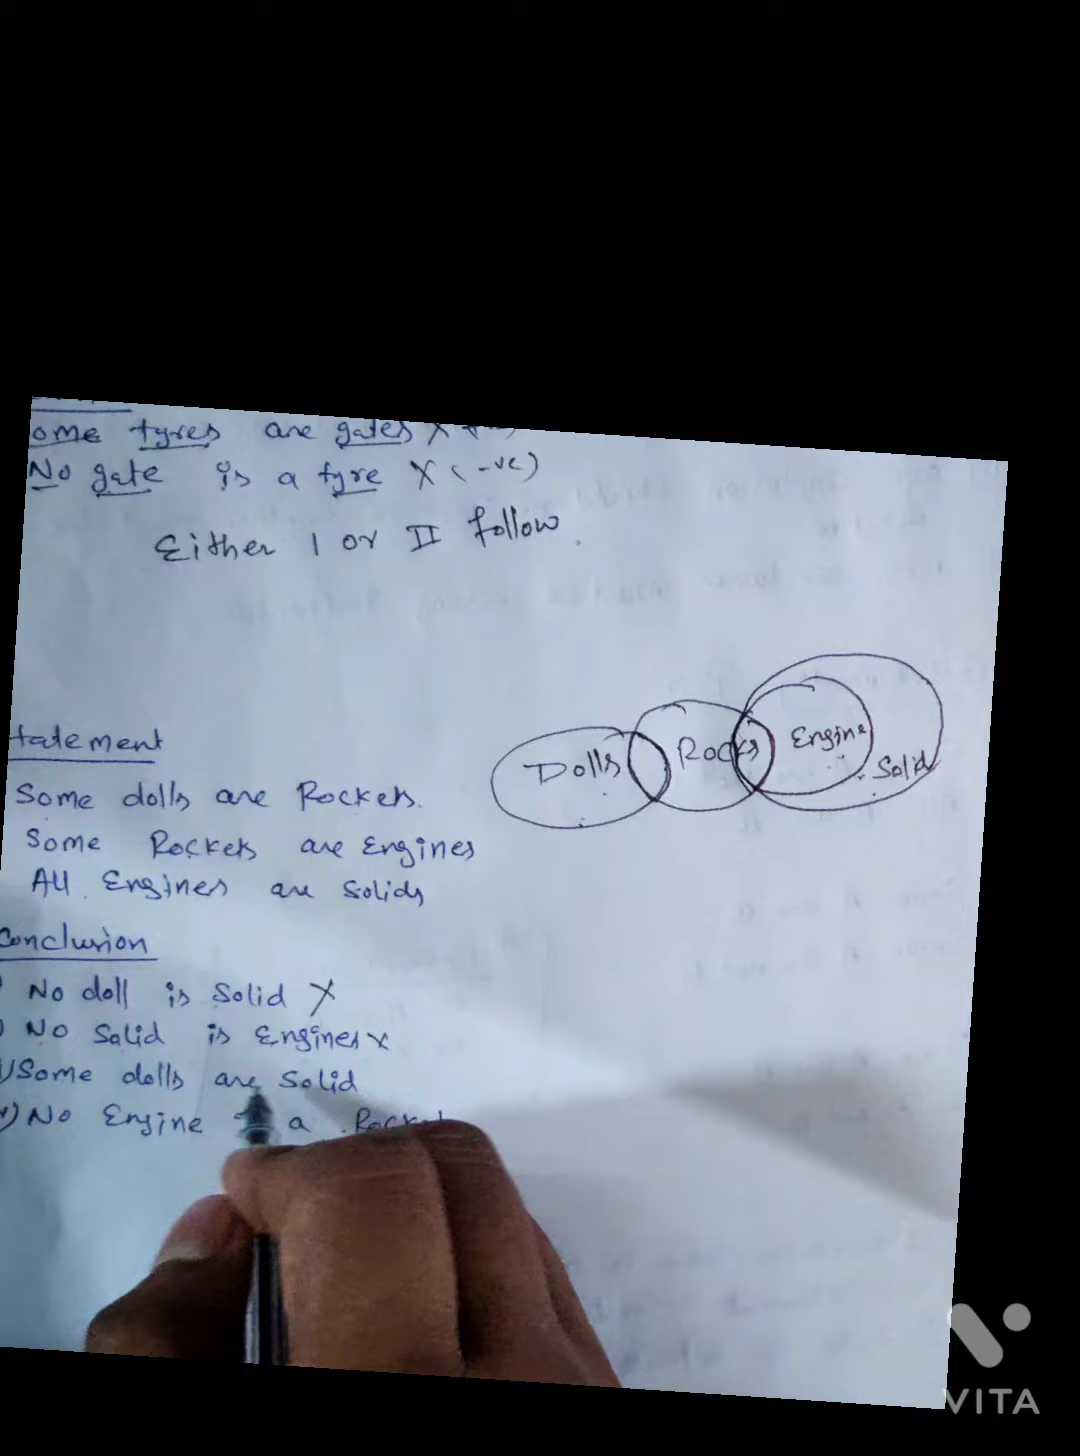 ome tyres are gates X
No gate is a tyre X (-ve)
Either I or II follow.
tatement
Some dolls are Rockets.
Some Rockets are Engines
All Engines are Solids
Conclusion
No doll is Solid X
No Solid is Engines x
Some dolls are Solid
No Engine a Rocket
Dolls
Rocks
Engine
Solid
VITA